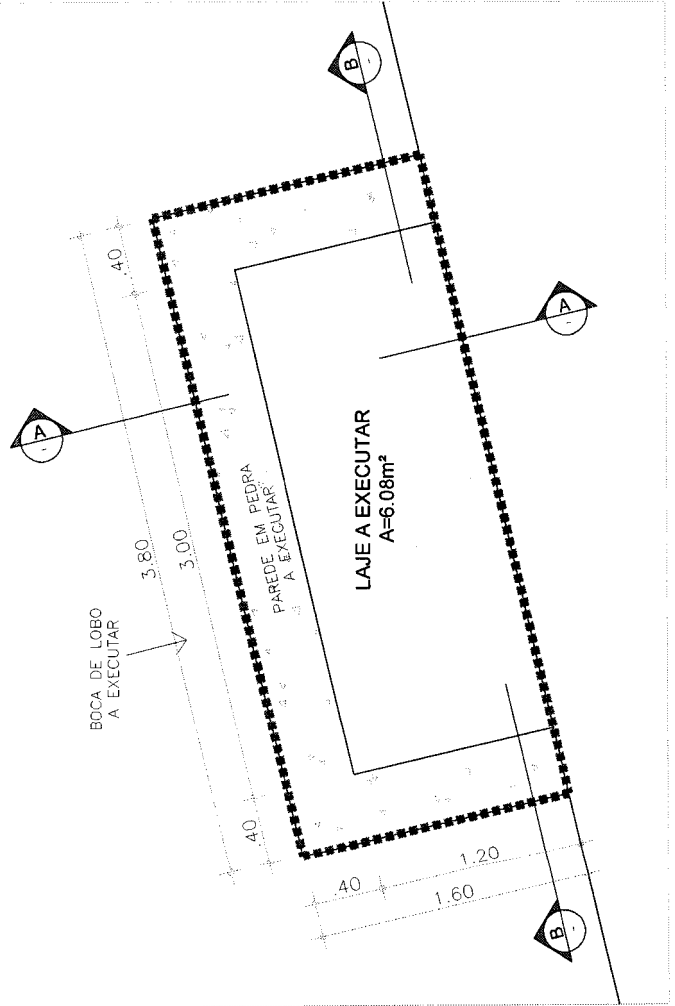 B
-
.40
A
-
3.80
3.00
BOCA DE LOBO
A EXECUTAR
PAREDE EM PEDRA
A EXECUTAR
LAJE A EXECUTAR
A=6.08m²
A
-
.40
.40
1.20
1.60
B
-